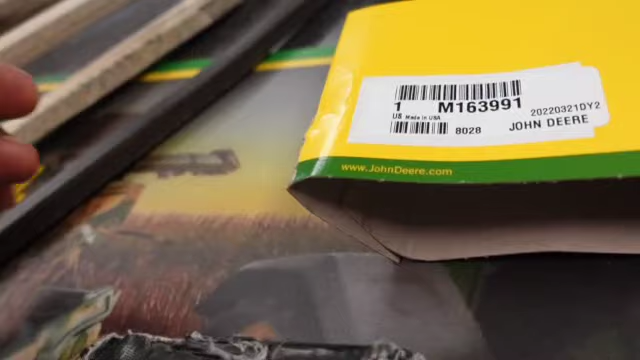 1 M163991
US Made in USA
20220321DY2
8028 JOHN DEERE
www.JohnDeere.com